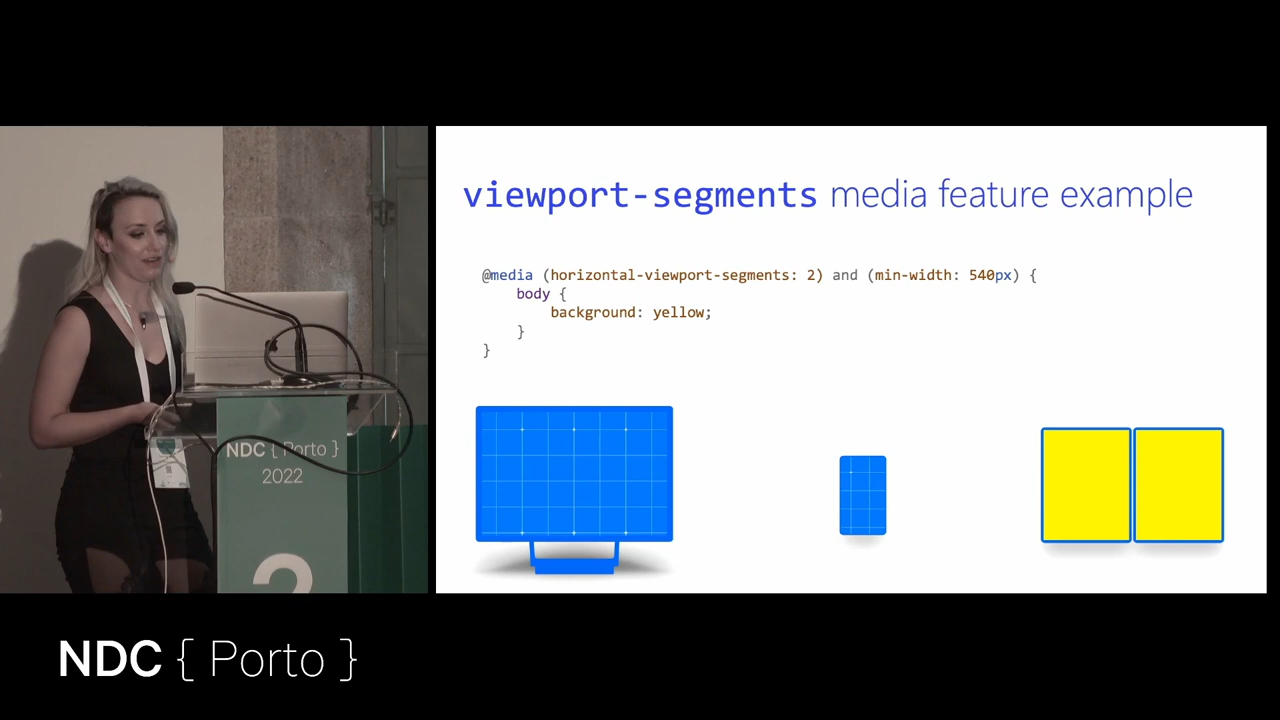 viewport-segments media feature example
@media (horizontal-viewport-segments: 2) and (min-width: 540px) {
    body {
        background: yellow;
    }
}
NDC { Porto }
2022
2
NDC { Porto }